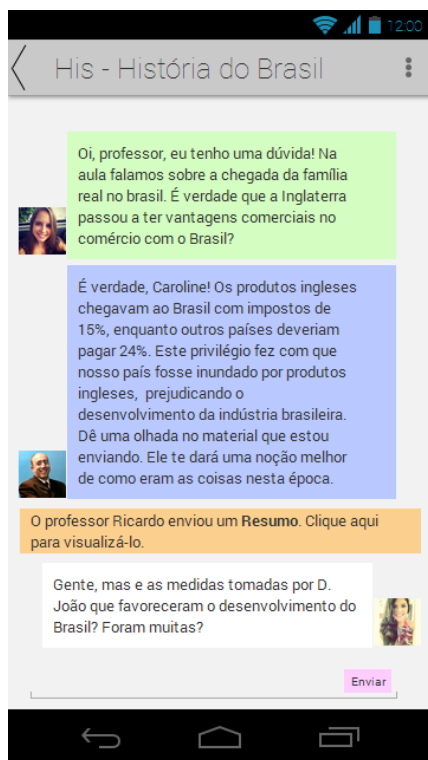 12:00
His - História do Brasil
Oi, professor, eu tenho uma dúvida! Na
aula falamos sobre a chegada da família
real no brasil. É verdade que a Inglaterra
passou a ter vantagens comerciais no
comércio com o Brasil?
É verdade, Caroline! Os produtos ingleses
chegavam ao Brasil com impostos de
15%, enquanto outros países deveriam
pagar 24%. Este privilégio fez com que
nosso país fosse inundado por produtos
ingleses, prejudicando o
desenvolvimento da indústria brasileira.
Dê uma olhada no material que estou
enviando. Ele te dará uma noção melhor
de como eram as coisas nesta época.
O professor Ricardo enviou um Resumo. Clique aqui
para visualizá-lo.
Gente, mas e as medidas tomadas por D.
João que favoreceram o desenvolvimento do
Brasil? Foram muitas?
Enviar